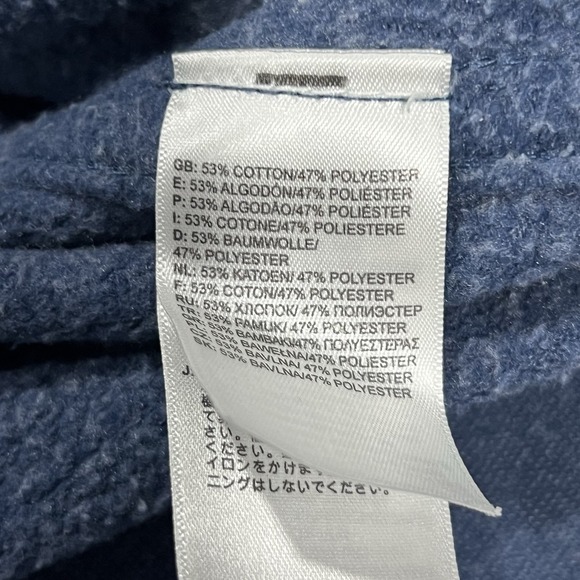 GB: 53% COTTON/47% POLYESTER
E: 53% ALGODÓN/47% POLIÉSTER
P: 53% ALGODÃO/47% POLIÉSTER
I: 53% COTONE/47% POLIESTERE
D: 53% BAUMWOLLE/
47% POLYESTER
NL: 53% KATOEN/ 47% POLYESTER
F: 53% COTON/47% POLYESTER
RU: 53% ХЛОПОК/ 47% ПОЛИЭСТЕР
TR: 53% PAMUK/ 47% POLYESTER
53% BAMBAKI/47% ΠΟΛΥΕΣΤΕΡΑΣ
53% BAWEŁNA/47% POLIESTER
53% BAVLNA/ 47% POLYESTER
SK: 53% BAVLNA/47% POLYESTER
ください。
イロンをかけま
ニングはしないでください。